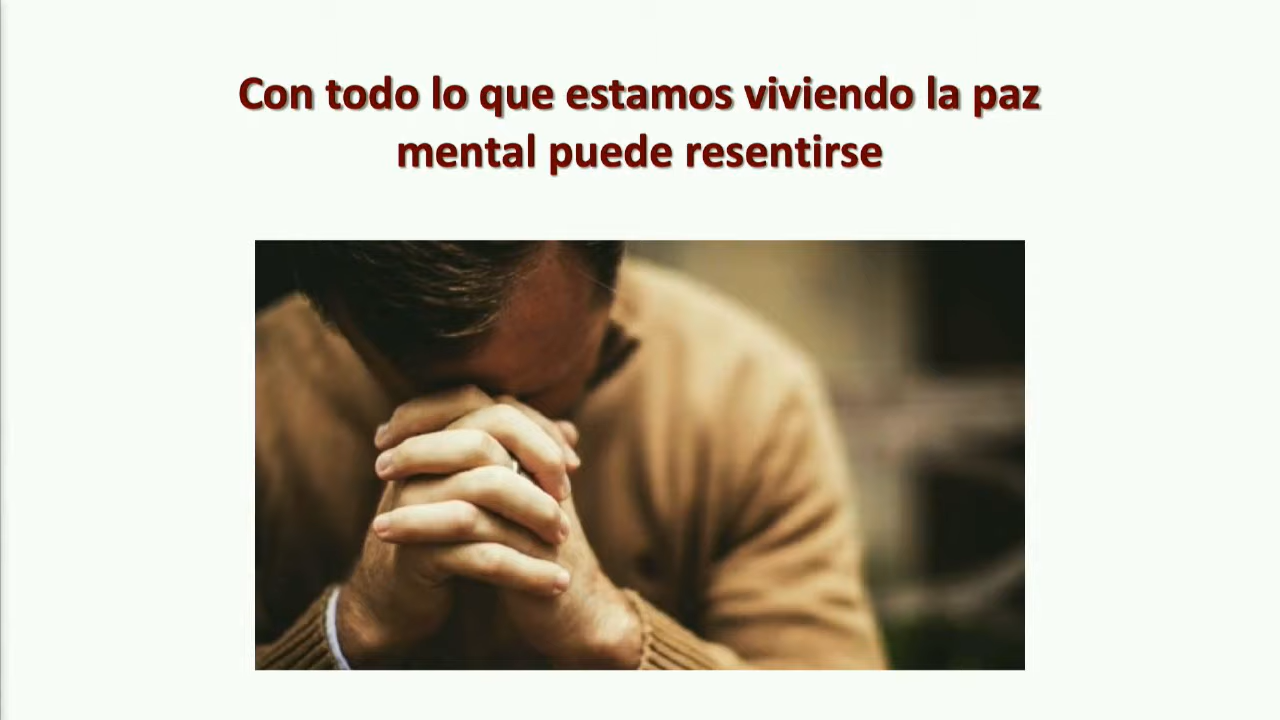 Con todo lo que estamos viviendo la paz
mental puede resentirse